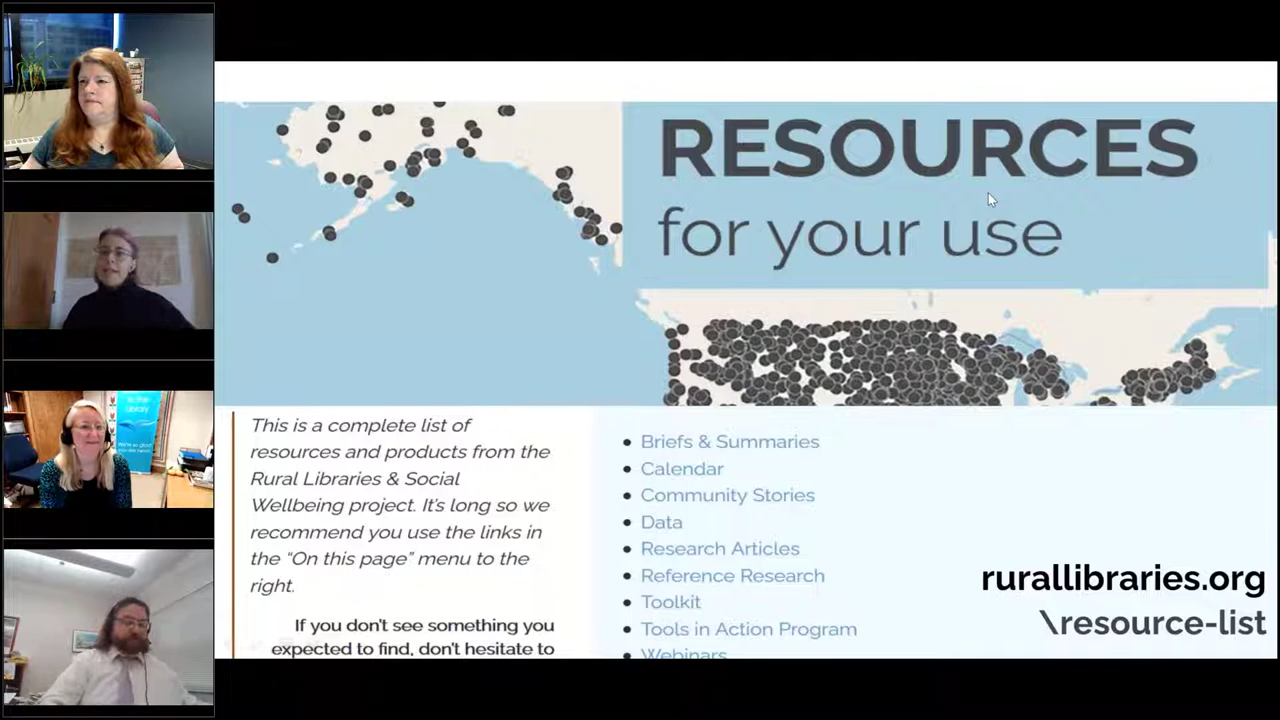 RESOURCES
for your use
This is a complete list of
resources and products from the
Rural Libraries & Social
Wellbeing project. It's long so we
recommend you use the links in
the “On this page” menu to the
right.
If you don't see something you
expected to find, don't hesitate to
Briefs & Summaries
Calendar
Community Stories
Data
Research Articles
Reference Research
Toolkit
Tools in Action Program
Webinars
rurallibraries.org
\resource-list